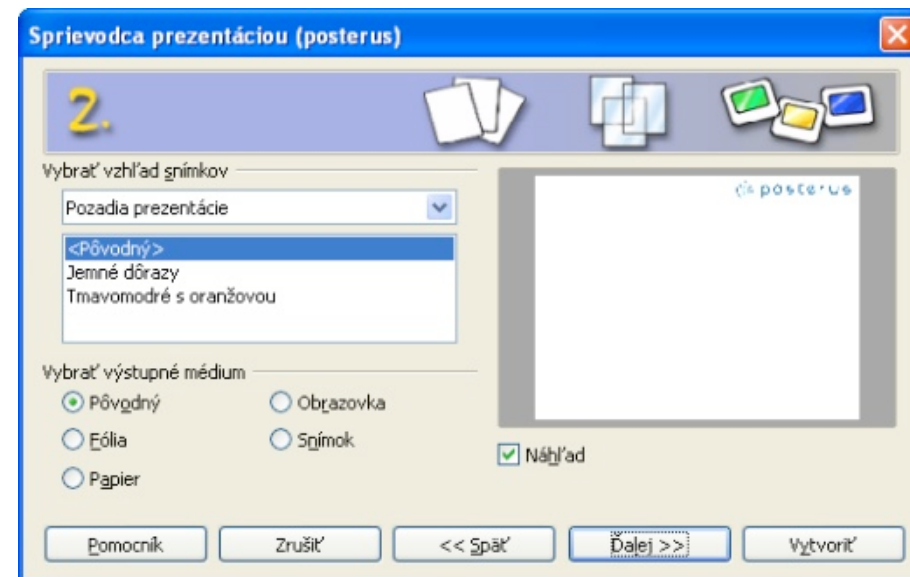 Sprievodca prezentáciou (posterus)
2.
Vybrať vzhľad snímkov
Pozadia prezentácie
<Pôvodný>
Jemné dôrazy
Tmavomodré s oranžovou
Vybrať výstupné médium
Pôvodný
Obrazovka
Fólia
Snímok
Papier
posterus
Náhľad
Pomocník
Zrušiť
<< Späť
Ďalej >>
Vytvoriť